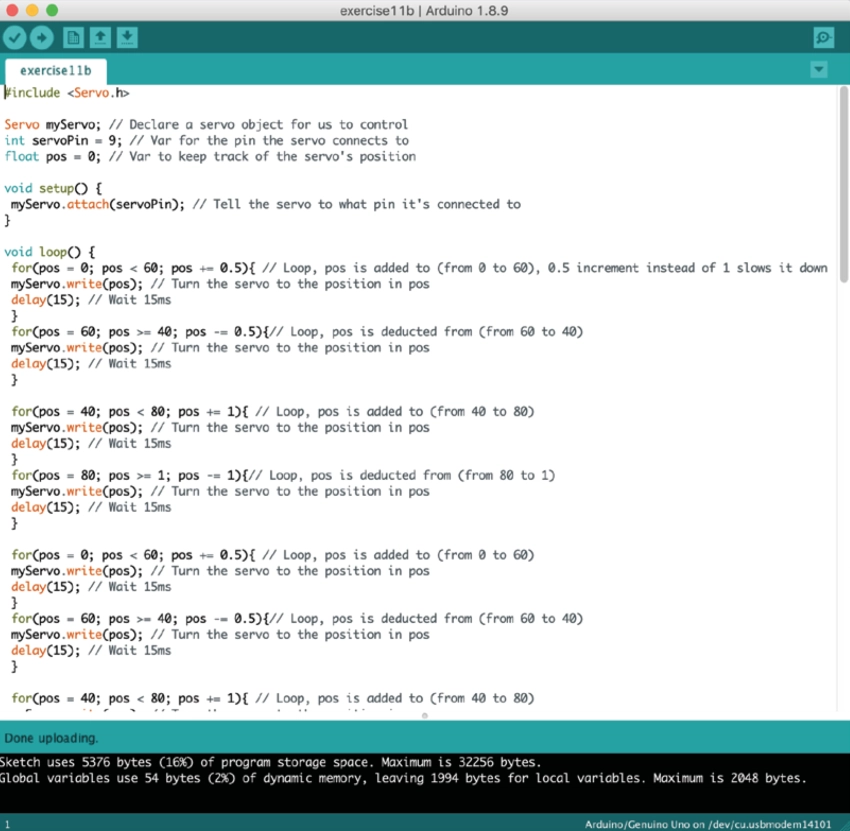 exercise11b | Arduino 1.8.9
exercise11b
#include <Servo.h>
Servo myServo; // Declare a servo object for us to control
int servoPin = 9; // Var for the pin the servo connects to
float pos = 0; // Var to keep track of the servo's position
void setup() {
myServo.attach(servoPin); // Tell the servo to what pin it's connected to
}
void loop() {
for(pos = 0; pos < 60; pos += 0.5){ // Loop, pos is added to (from 0 to 60), 0.5 increment instead of 1 slows it down
myServo.write(pos); // Turn the servo to the position in pos
delay(15); // Wait 15ms
}
for(pos = 60; pos >= 40; pos -= 0.5){// Loop, pos is deducted from (from 60 to 40)
myServo.write(pos); // Turn the servo to the position in pos
delay(15); // Wait 15ms
}
for(pos = 40; pos < 80; pos += 1){ // Loop, pos is added to (from 40 to 80)
myServo.write(pos); // Turn the servo to the position in pos
delay(15); // Wait 15ms
}
for(pos = 80; pos >= 1; pos -= 1){// Loop, pos is deducted from (from 80 to 1)
myServo.write(pos); // Turn the servo to the position in pos
delay(15); // Wait 15ms
}
for(pos = 0; pos < 60; pos += 0.5){ // Loop, pos is added to (from 0 to 60)
myServo.write(pos); // Turn the servo to the position in pos
delay(15); // Wait 15ms
}
for(pos = 60; pos >= 40; pos -= 0.5){// Loop, pos is deducted from (from 60 to 40)
myServo.write(pos); // Turn the servo to the position in pos
delay(15); // Wait 15ms
}
for(pos = 40; pos < 80; pos += 1){ // Loop, pos is added to (from 40 to 80)
Done uploading.
Sketch uses 5376 bytes (16%) of program storage space. Maximum is 32256 bytes.
Global variables use 54 bytes (2%) of dynamic memory, leaving 1994 bytes for local variables. Maximum is 2048 bytes.
1
Arduino/Genuino Uno on /dev/cu.usbmodem14101